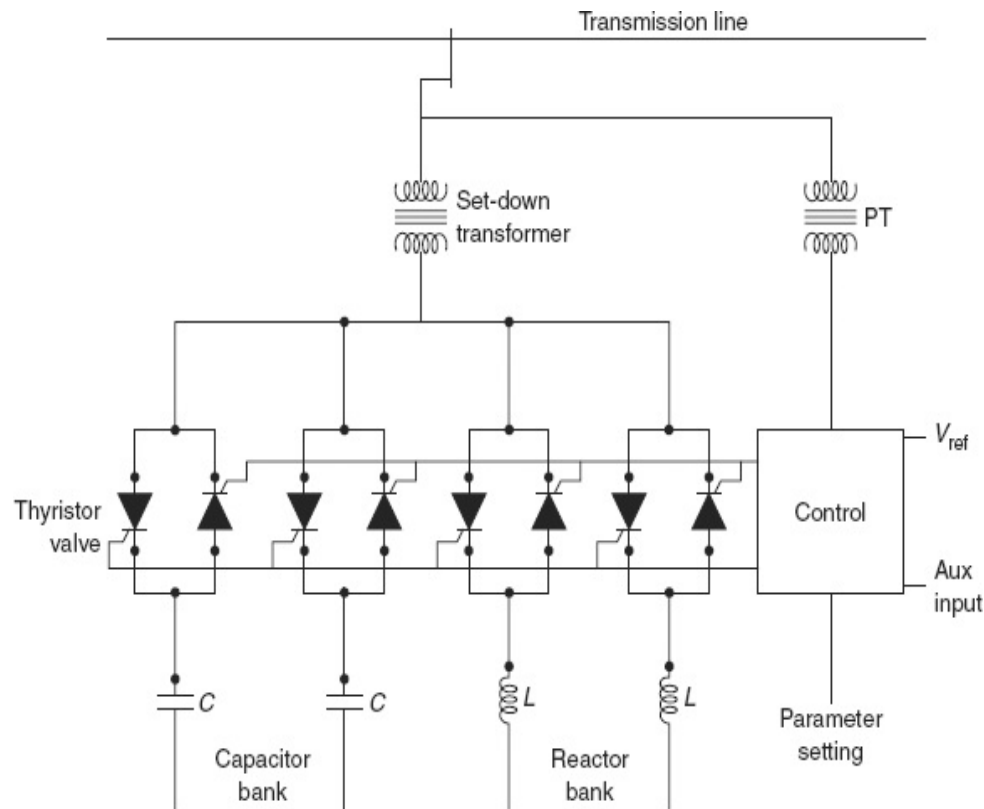 Transmission line
Set-down
transformer
PT
V_ref
Thyristor
valve
Control
Aux
input
C
C
L
L
Parameter
setting
Capacitor
bank
Reactor
bank